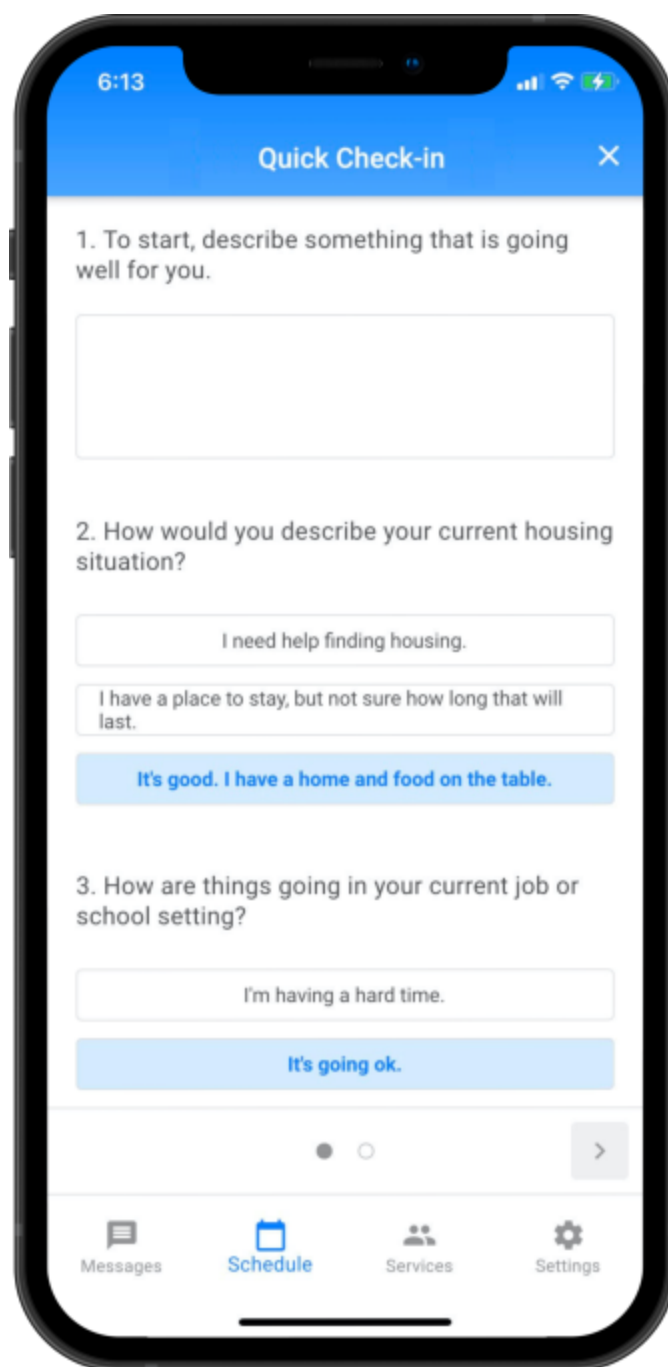 6:13
Quick Check-in
1. To start, describe something that is going
well for you.
2. How would you describe your current housing
situation?
I need help finding housing.
I have a place to stay, but not sure how long that will
last.
It's good. I have a home and food on the table.
3. How are things going in your current job or
school setting?
I'm having a hard time.
It's going ok.
Messages
Schedule
Services
Settings